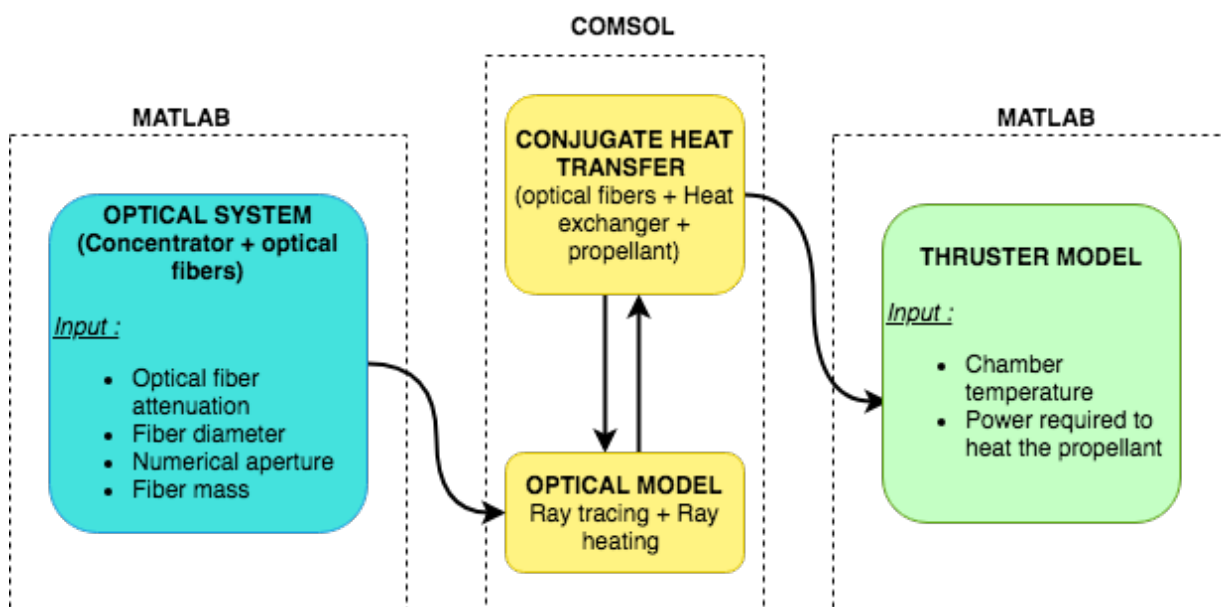 MATLAB
OPTICAL SYSTEM
(Concentrator + optical
fibers)
Input :
• Optical fiber
attenuation
• Fiber diameter
• Numerical aperture
• Fiber mass
COMSOL
CONJUGATE HEAT
TRANSFER
(optical fibers + Heat
exchanger +
propellant)
OPTICAL MODEL
Ray tracing + Ray
heating
MATLAB
THRUSTER MODEL
Input :
• Chamber
temperature
• Power required to
heat the propellant